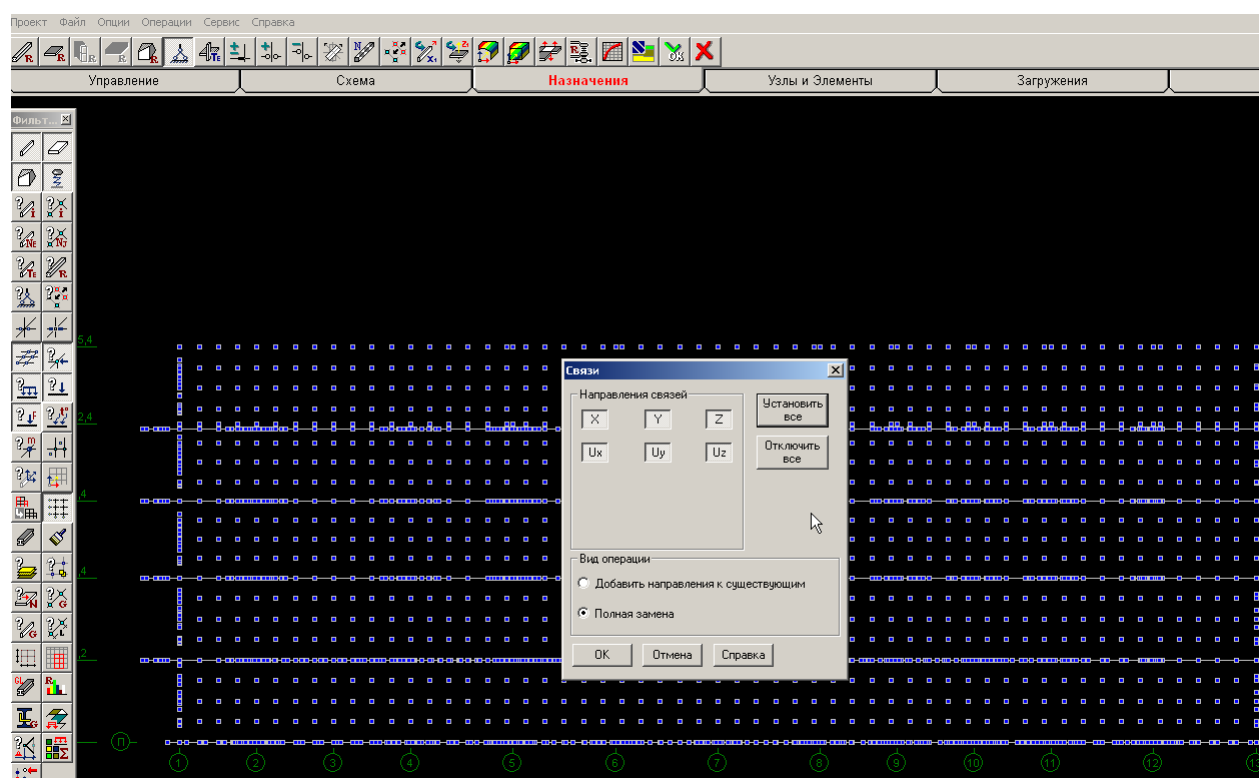 Проект Файл Опции Операции Сервис Справка
Управление Схема Назначения Узлы и Элементы Загружения
Фильт...
5,4
2,4
,4
,4
,2
П
1 2 3 4 5 6 7 8 9 10 11 12
Связи
Направления связей
X Y Z
Ux Uy Uz
Установить все
Отключить все
Вид операции
Добавить направления к существующим
Полная замена
OK Отмена Справка